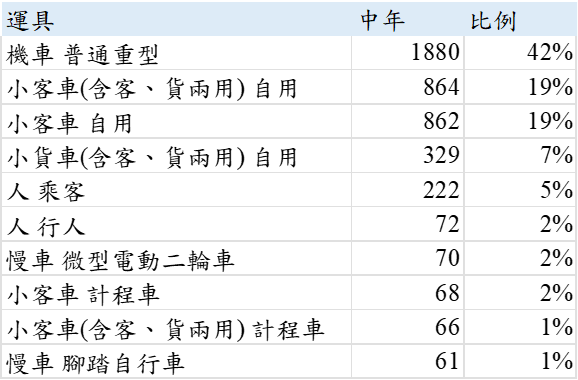 運具 中年 比例
機車 普通重型 1880 42%
小客車(含客、貨兩用) 自用 864 19%
小客車 自用 862 19%
小貨車(含客、貨兩用) 自用 329 7%
人 乘客 222 5%
人 行人 72 2%
慢車 微型電動二輪車 70 2%
小客車 計程車 68 2%
小客車(含客、貨兩用) 計程車 66 1%
慢車 腳踏自行車 61 1%